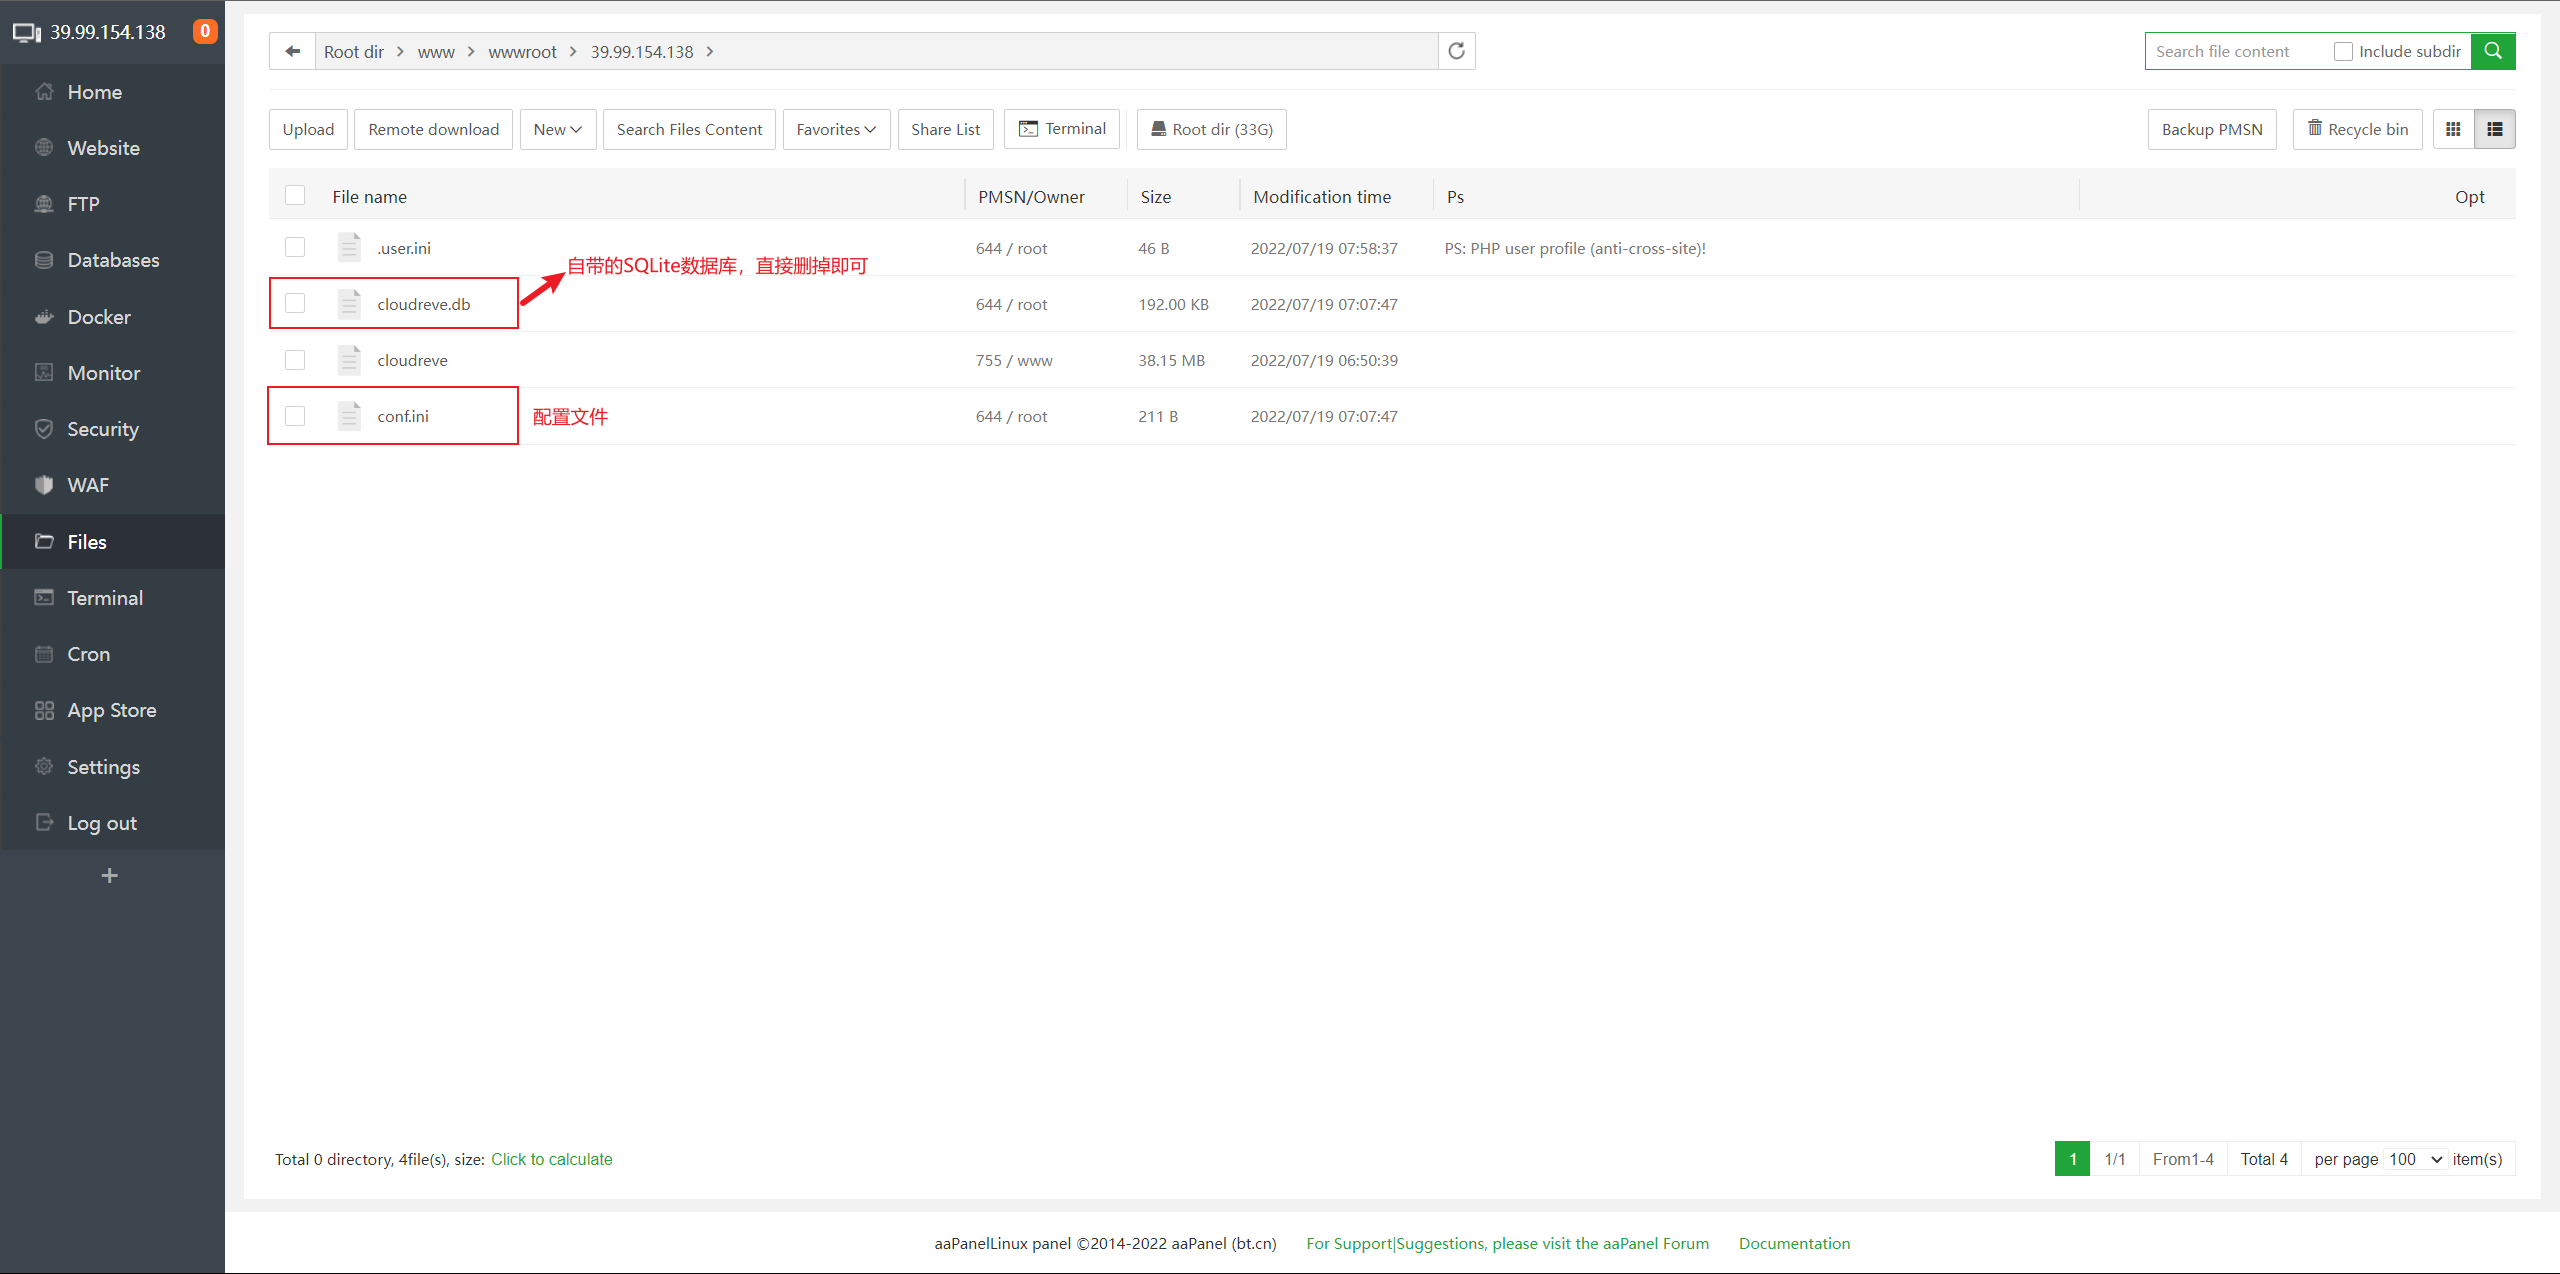 39.99.154.138 0
Home
Website
FTP
Databases
Docker
Monitor
Security
WAF
Files
Terminal
Cron
App Store
Settings
Log out
+
Root dir > www > wwwroot > 39.99.154.138 >
Search file content Include subdir
Upload Remote download New Search Files Content Favorites Share List Terminal Root dir (33G) Backup PMSN Recycle bin
File name PMSN/Owner Size Modification time Ps Opt
.user.ini 644 / root 46 B 2022/07/19 07:58:37 PS: PHP user profile (anti-cross-site)!
自带的SQLite数据库，直接删掉即可
cloudreve.db 644 / root 192.00 KB 2022/07/19 07:07:47
cloudreve 755 / www 38.15 MB 2022/07/19 06:50:39
conf.ini 配置文件 644 / root 211 B 2022/07/19 07:07:47
Total 0 directory, 4file(s), size: Click to calculate
1 1/1 From1-4 Total 4 per page 100 item(s)
aaPanelLinux panel ©2014-2022 aaPanel (bt.cn) For Support|Suggestions, please visit the aaPanel Forum Documentation